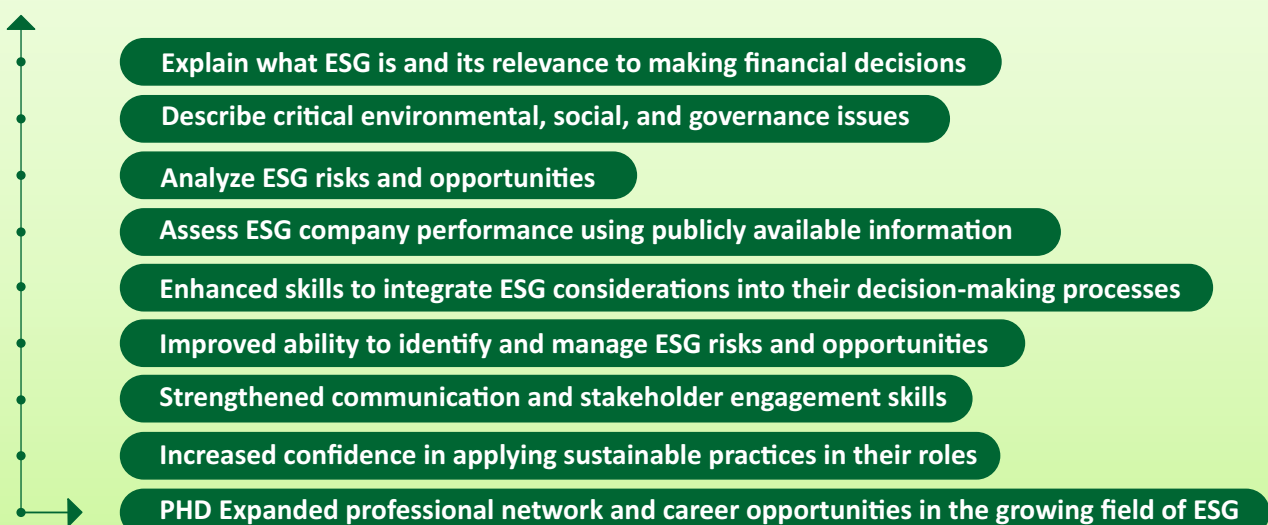 Explain what ESG is and its relevance to making financial decisions
Describe critical environmental, social, and governance issues
Analyze ESG risks and opportunities
Assess ESG company performance using publicly available information
Enhanced skills to integrate ESG considerations into their decision-making processes
Improved ability to identify and manage ESG risks and opportunities
Strengthened communication and stakeholder engagement skills
Increased confidence in applying sustainable practices in their roles
PHD Expanded professional network and career opportunities in the growing field of ESG